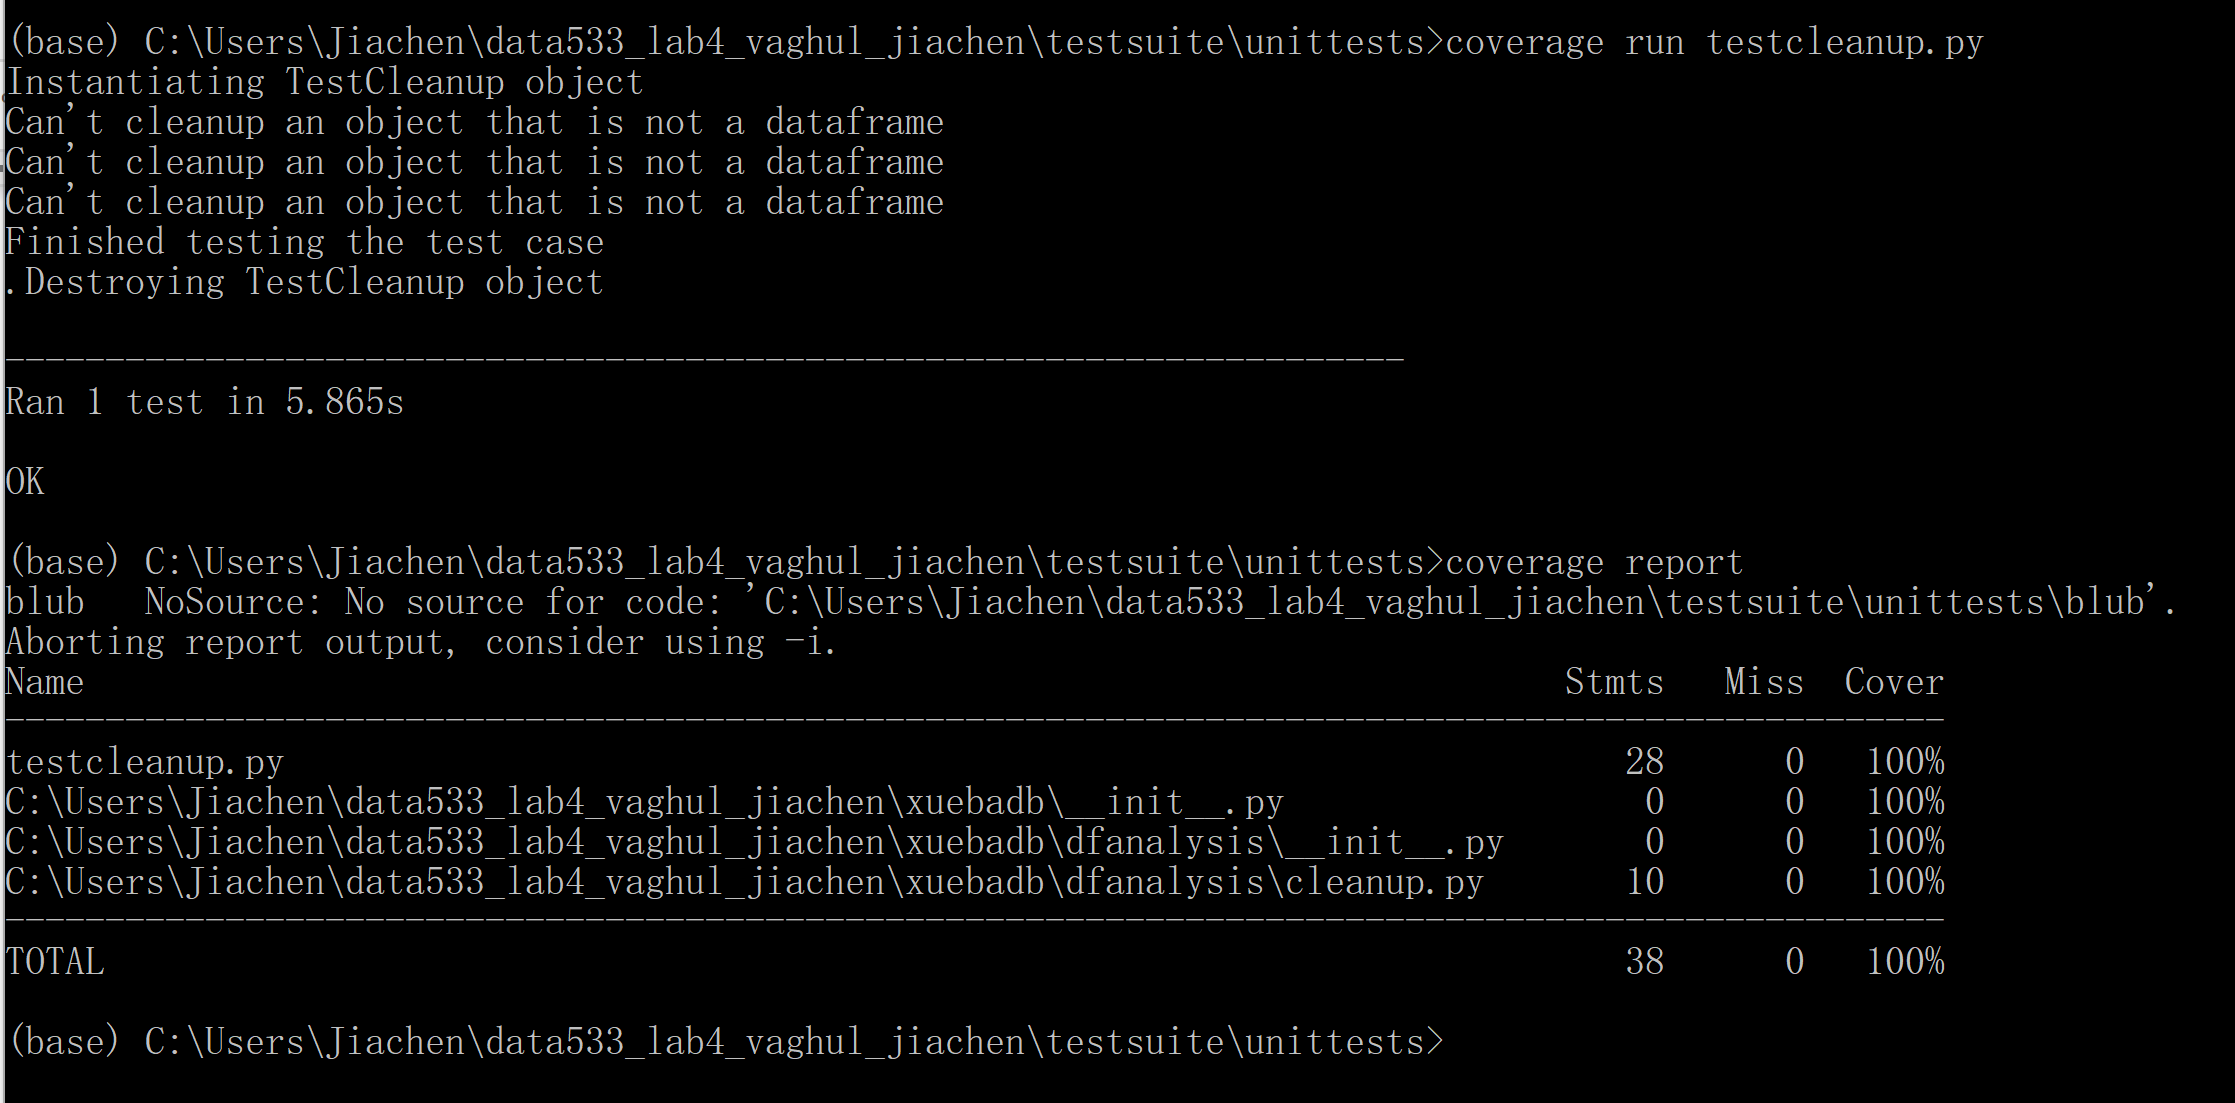 (base) C:\Users\Jiachen\data533_lab4_vaghul_jiachen\testsuite\unittests>coverage run testcleanup.py
Instantiating TestCleanup object
Can't cleanup an object that is not a dataframe
Can't cleanup an object that is not a dataframe
Can't cleanup an object that is not a dataframe
Finished testing the test case
.Destroying TestCleanup object
----------------------------------------------------------------------
Ran 1 test in 5.865s
OK
(base) C:\Users\Jiachen\data533_lab4_vaghul_jiachen\testsuite\unittests>coverage report
blub   NoSource: No source for code: 'C:\Users\Jiachen\data533_lab4_vaghul_jiachen\testsuite\unittests\blub'.
Aborting report output, consider using -i.
Name                                                                          Stmts   Miss  Cover
-------------------------------------------------------------------------------------------------
testcleanup.py                                                                   28      0   100%
C:\Users\Jiachen\data533_lab4_vaghul_jiachen\xuebadb\__init__.py                  0      0   100%
C:\Users\Jiachen\data533_lab4_vaghul_jiachen\xuebadb\dfanalysis\__init__.py       0      0   100%
C:\Users\Jiachen\data533_lab4_vaghul_jiachen\xuebadb\dfanalysis\cleanup.py       10      0   100%
-------------------------------------------------------------------------------------------------
TOTAL                                                                            38      0   100%
(base) C:\Users\Jiachen\data533_lab4_vaghul_jiachen\testsuite\unittests>